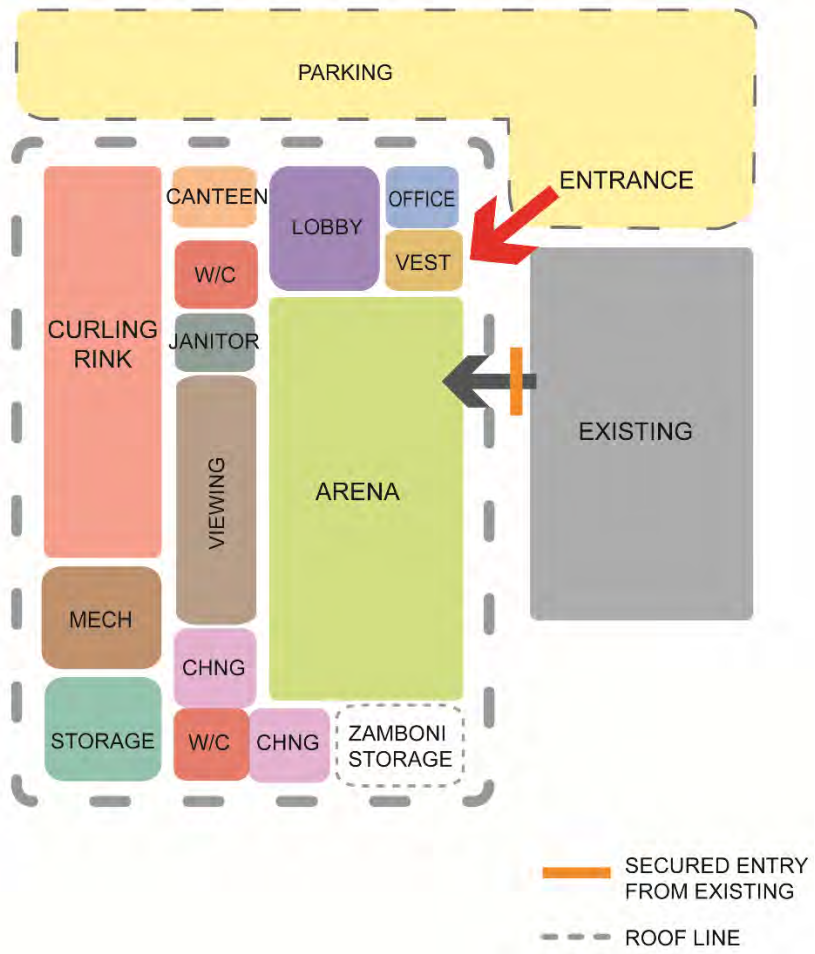 PARKING
ENTRANCE
CANTEEN
LOBBY
OFFICE
VEST
W/C
CURLING
RINK
JANITOR
EXISTING
VIEWING
ARENA
MECH
CHNG
STORAGE
W/C
CHNG
ZAMBONI
STORAGE
SECURED ENTRY
FROM EXISTING
ROOF LINE